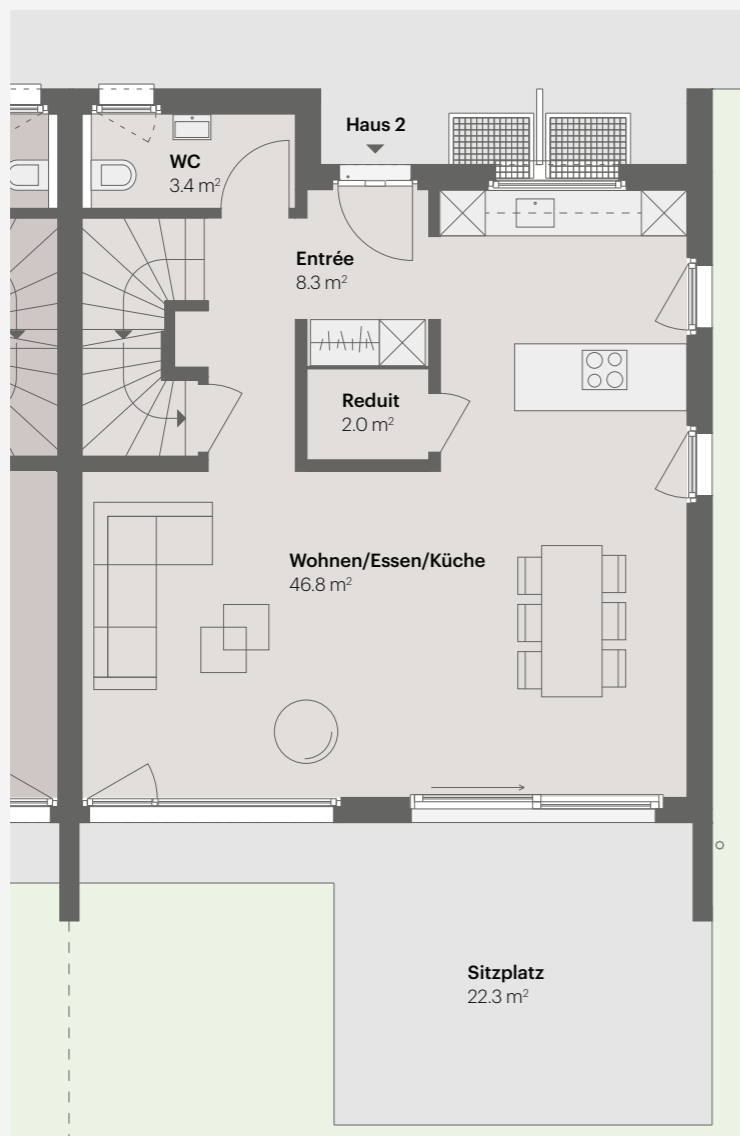 Haus 2
WC
3.4 m²
Entrée
8.3 m²
Reduit
2.0 m²
Wohnen/Essen/Küche
46.8 m²
Sitzplatz
22.3 m²